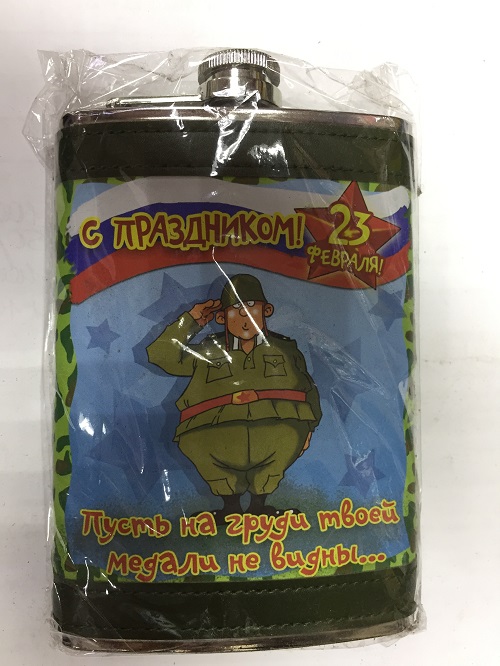 С ПРАЗДНИКОМ!
23
ФЕВРАЛЯ!
Пусть на груди твоей
медали не видны...